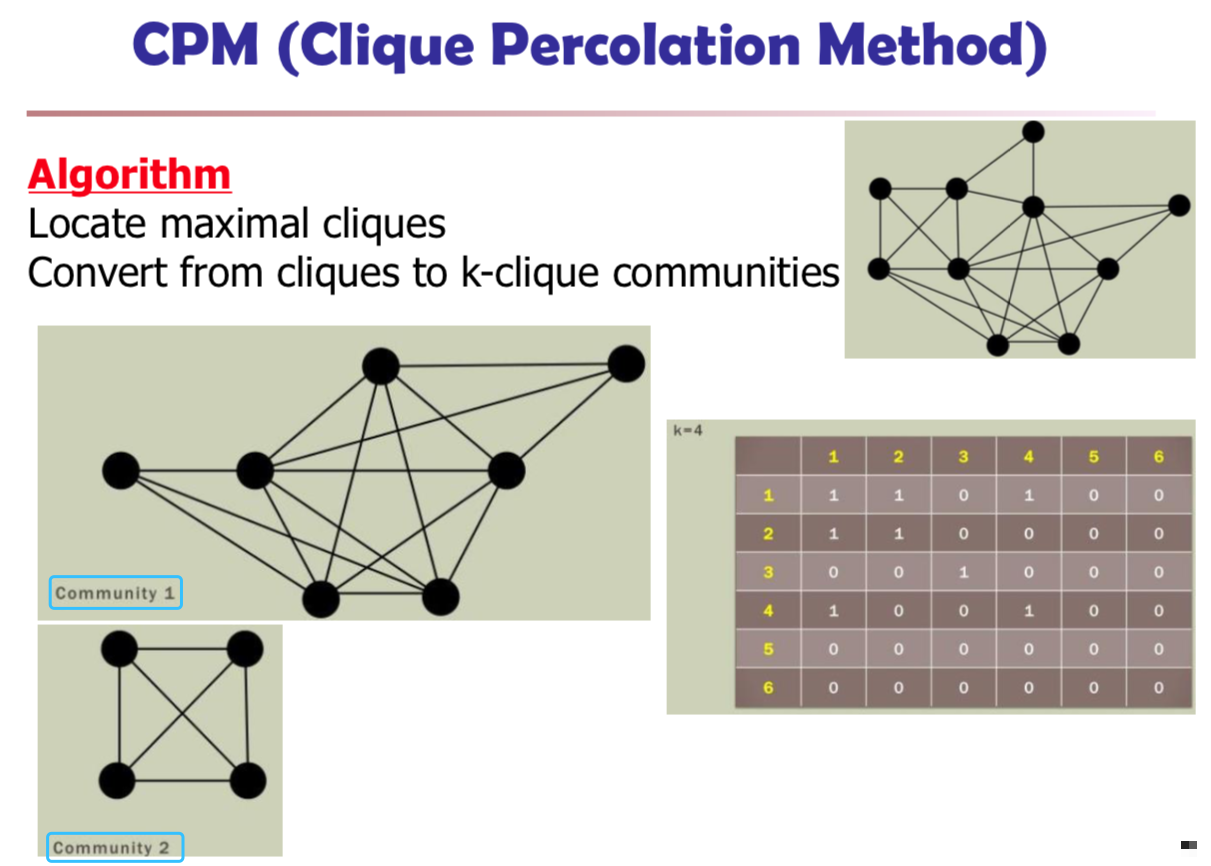 CPM (Clique Percolation Method)
Algorithm
Locate maximal cliques
Convert from cliques to k-clique communities
Community 1
k=4
1 2 3 4 5 6
1 1 1 0 1 0 0
2 1 1 0 0 0 0
3 0 0 1 0 0 0
4 1 0 0 1 0 0
5 0 0 0 0 0 0
6 0 0 0 0 0 0
Community 2